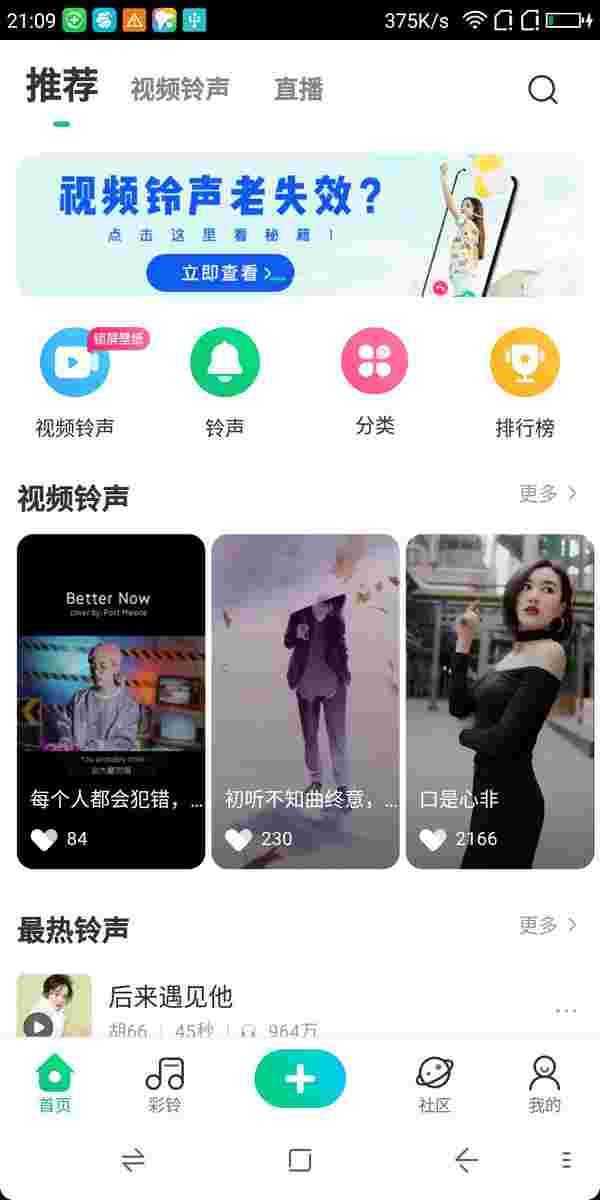 21:09
375K/s
推荐
视频铃声
直播
视频铃声老失效?
点击这里看秘籍!
立即查看
锁屏壁纸
视频铃声
铃声
分类
排行榜
视频铃声
更多
Better Now
cover by: Post Malone
每个人都会犯错，...
84
初听不知曲终意，...
230
口是心非
2166
最热铃声
更多
后来遇见他
胡66
45秒
964万
首页
彩铃
社区
我的